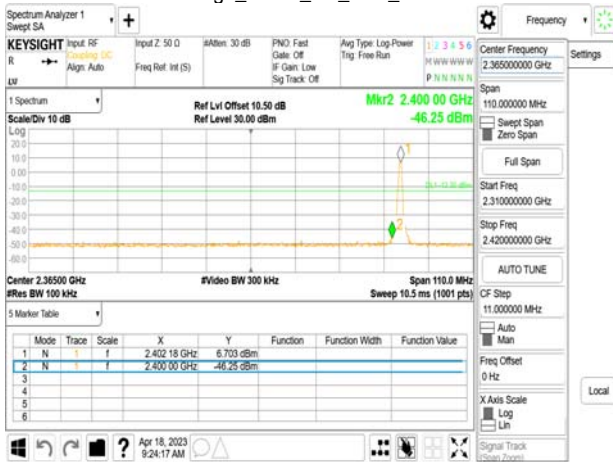 Spectrum Analyzer 1
Swept SA
Frequency
KEYSIGHT
Input: RF
Coupling: DC
Align: Auto
Input Z: 50 Ω
Freq Ref: Int (S)
#Atten: 30 dB
PNO: Fast
Gate: Off
IF Gain: Low
Sig Track: Off
Avg Type: Log-Power
Trig: Free Run
1 2 3 4 5 6
M W W W W W
P N N N N N
R
LW
Center Frequency
2.365000000 GHz
Settings
Span
110.000000 MHz
Swept Span
Zero Span
Full Span
Start Freq
2.310000000 GHz
Stop Freq
2.420000000 GHz
AUTO TUNE
CF Step
11.000000 MHz
Auto
Man
Freq Offset
0 Hz
X Axis Scale
Log
Lin
Signal Track
(Span Zoom)
Local
1 Spectrum
Scale/Div 10 dB
Ref Lvl Offset 10.50 dB
Ref Level 30.00 dBm
Mkr2 2.400 00 GHz
-46.25 dBm
Log
20.0
10.0
0.00
-10.0
-20.0
-30.0
-40.0
-50.0
-60.0
1
2
Center 2.36500 GHz
#Res BW 100 kHz
#Video BW 300 kHz
Span 110.0 MHz
Sweep 10.5 ms (1001 pts)
5 Marker Table
Mode Trace Scale X Y Function Function Width Function Value
1 N 1 f 2.402 18 GHz 6.703 dBm
2 N 1 f 2.400 00 GHz -46.25 dBm
3
4
5
6
Apr 18, 2023
9:24:17 AM